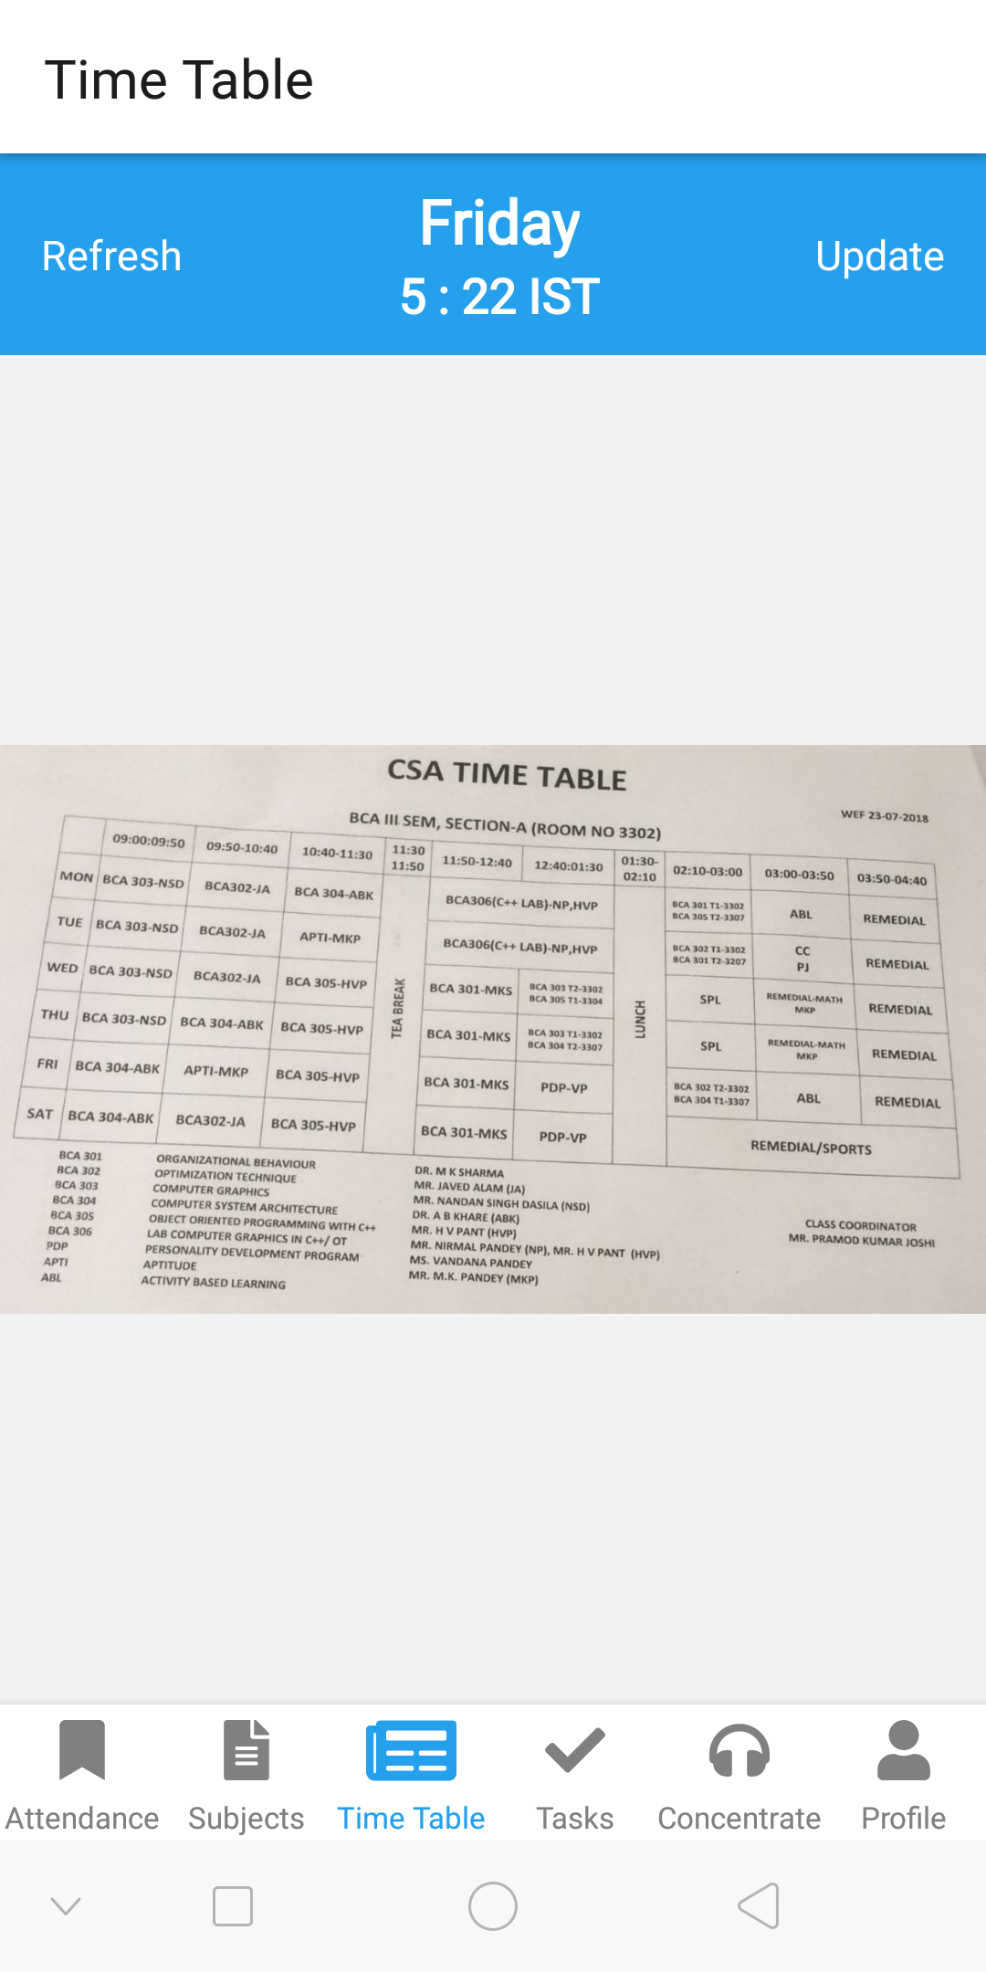 Time Table
Refresh
Friday
5 : 22 IST
Update
CSA TIME TABLE
WEF 23-07-2018
BCA III SEM, SECTION-A (ROOM NO 3302)
09:00:09:50 09:50-10:40 10:40-11:30 11:30 11:50 11:50-12:40 12:40:01:30 01:30-02:10 02:10-03:00 03:00-03:50 03:50-04:40
MON BCA 303-NSD BCA302-JA BCA 304-ABK BCA306(C++ LAB)-NP,HVP BCA 301 T1-3302 BCA 305 T2-3307 ABL REMEDIAL
TUE BCA 303-NSD BCA302-JA APTI-MKP BCA306(C++ LAB)-NP,HVP BCA 302 T1-3302 BCA 301 T2-3207 CC PJ REMEDIAL
WED BCA 303-NSD BCA302-JA BCA 305-HVP BCA 301-MKS BCA 303 T2-3302 BCA 305 T1-3304 SPL REMEDIAL-MATH MKP REMEDIAL
TEA BREAK
LUNCH
THU BCA 303-NSD BCA 304-ABK BCA 305-HVP BCA 301-MKS BCA 303 T1-3302 BCA 304 T2-3307 SPL REMEDIAL-MATH MKP REMEDIAL
FRI BCA 304-ABK APTI-MKP BCA 305-HVP BCA 301-MKS PDP-VP BCA 302 T2-3302 BCA 304 T1-3307 ABL REMEDIAL
SAT BCA 304-ABK BCA302-JA BCA 305-HVP BCA 301-MKS PDP-VP REMEDIAL/SPORTS
BCA 301 ORGANIZATIONAL BEHAVIOUR DR. M K SHARMA
BCA 302 OPTIMIZATION TECHNIQUE MR. JAVED ALAM (JA)
BCA 303 COMPUTER GRAPHICS MR. NANDAN SINGH DASILA (NSD)
BCA 304 COMPUTER SYSTEM ARCHITECTURE DR. A B KHARE (ABK)
BCA 305 OBJECT ORIENTED PROGRAMMING WITH C++ MR. H V PANT (HVP)
BCA 306 LAB COMPUTER GRAPHICS IN C++/ OT MR. NIRMAL PANDEY (NP), MR. H V PANT (HVP)
PDP PERSONALITY DEVELOPMENT PROGRAM MS. VANDANA PANDEY
APTI APTITUDE MR. M.K. PANDEY (MKP)
ABL ACTIVITY BASED LEARNING
CLASS COORDINATOR
MR. PRAMOD KUMAR JOSHI
Attendance Subjects Time Table Tasks Concentrate Profile